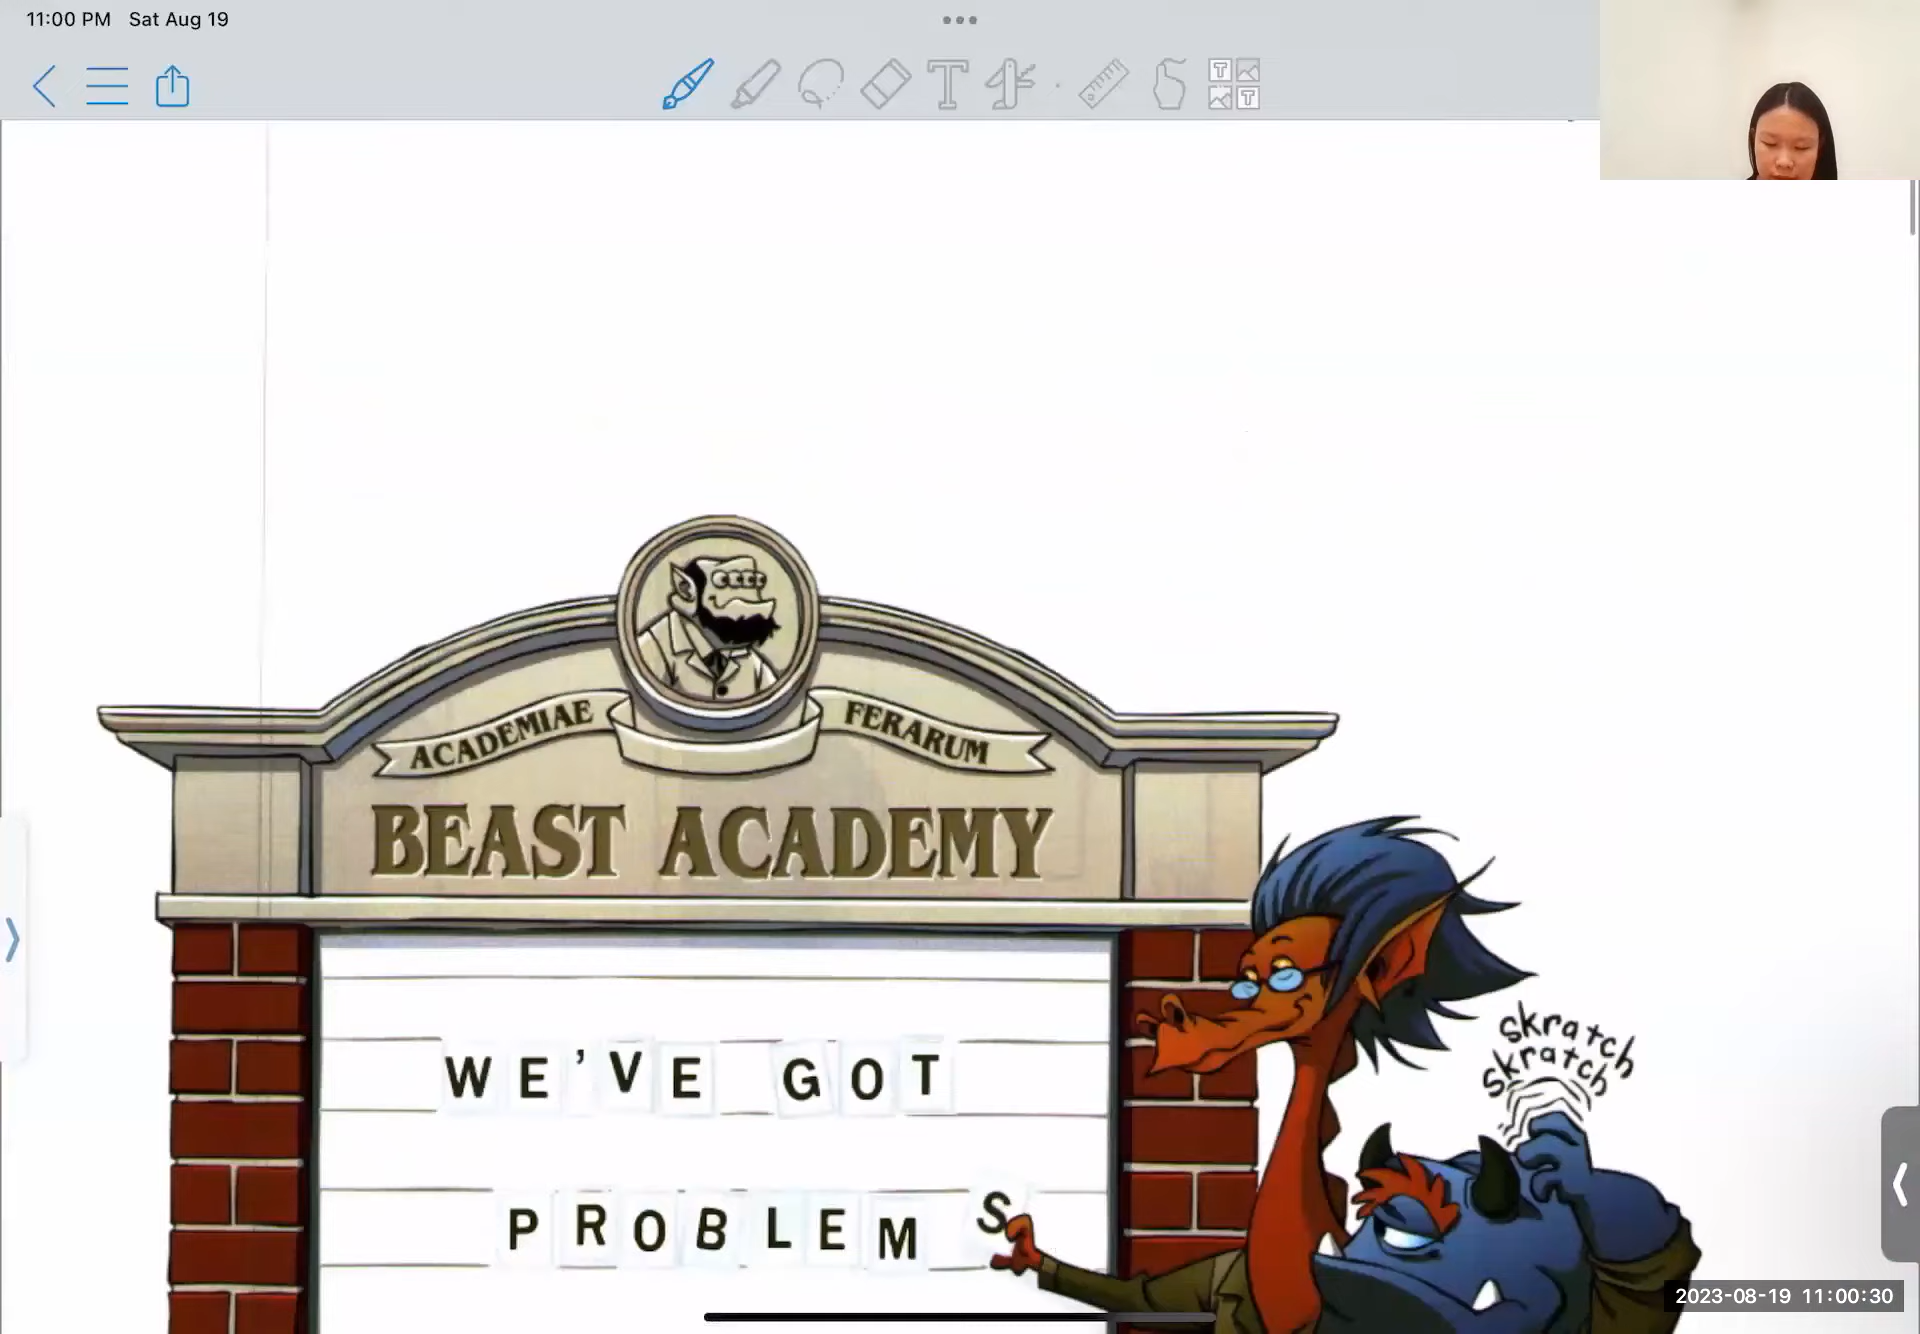 11:00 PM Sat Aug 19
ACADEMIAE FERARUM
BEAST ACADEMY
WE'VE GOT
PROBLEMS
Skratch
Skratch
2023-08-19 11:00:30